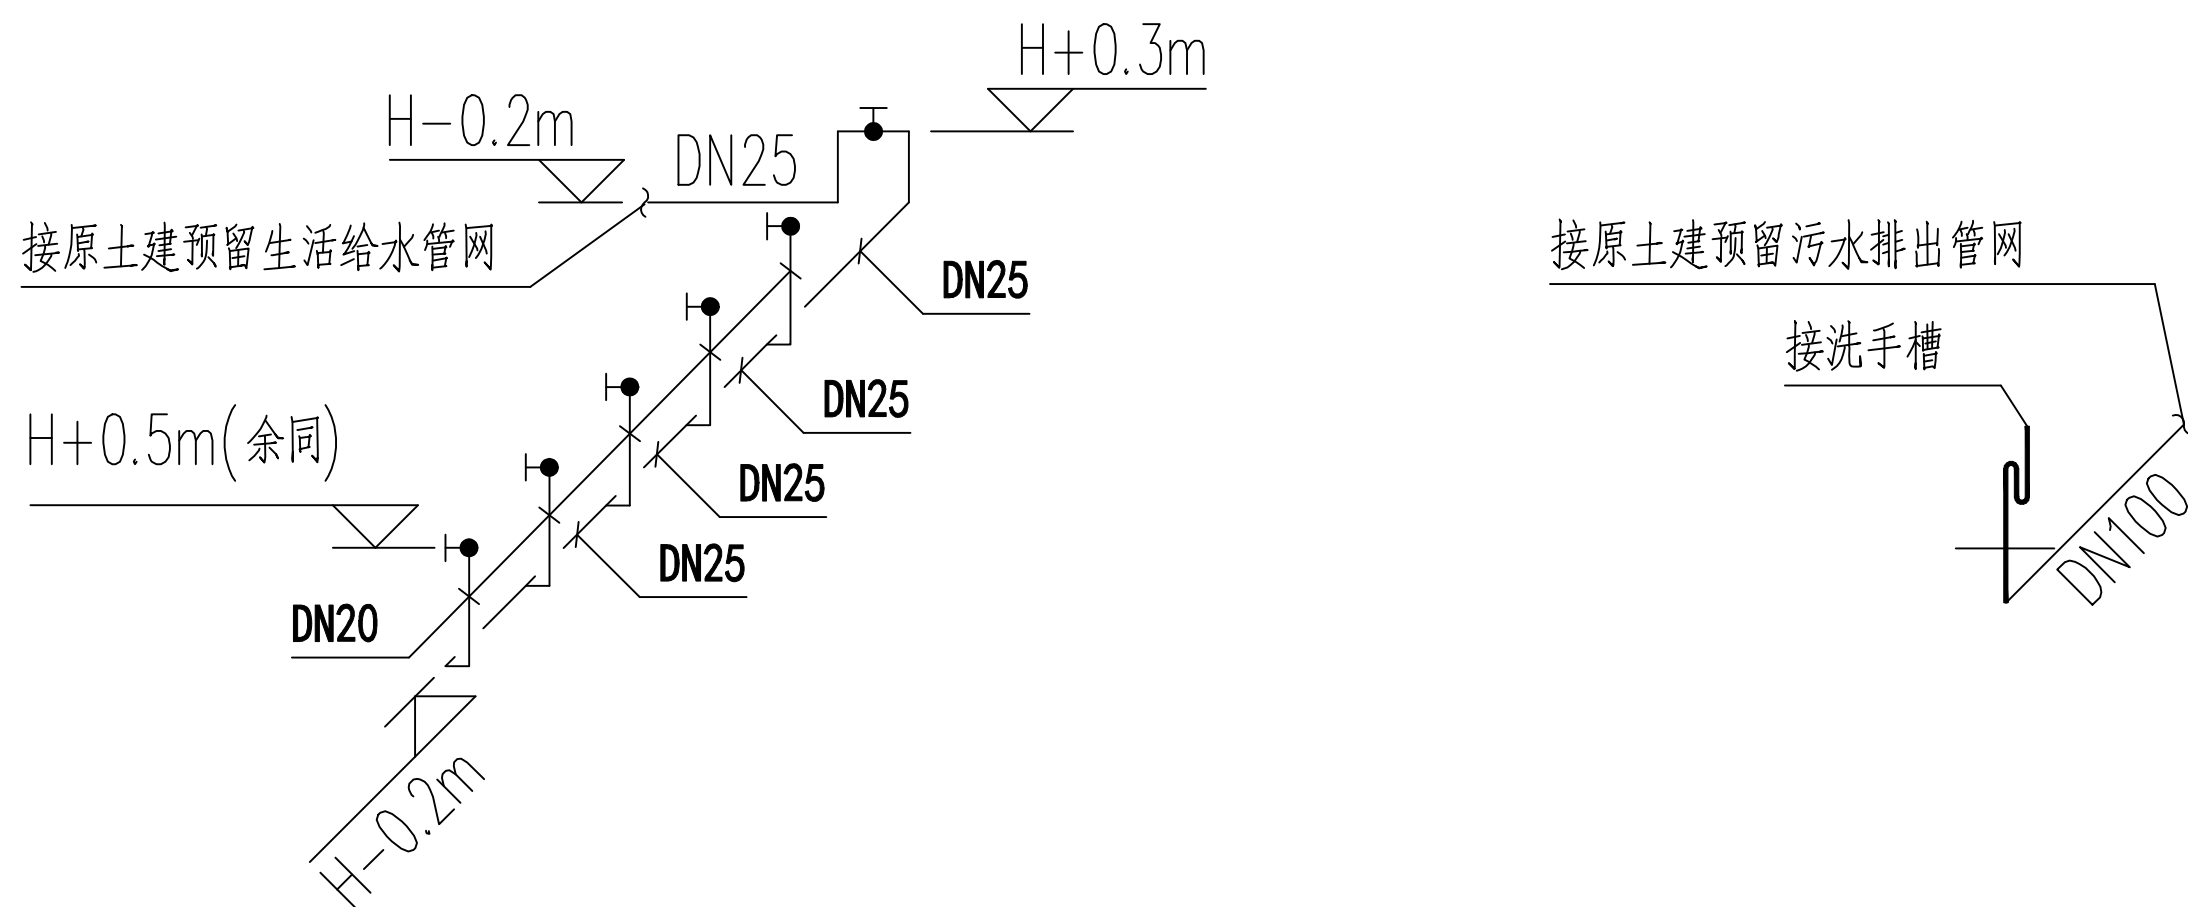 H+0.3m
H-0.2m
DN25
接原土建预留生活给水管网
接原土建预留污水排出管网
DN25
接洗手槽
DN25
H+0.5m(余同)
DN25
DN100
DN25
DN20
H-0.2m